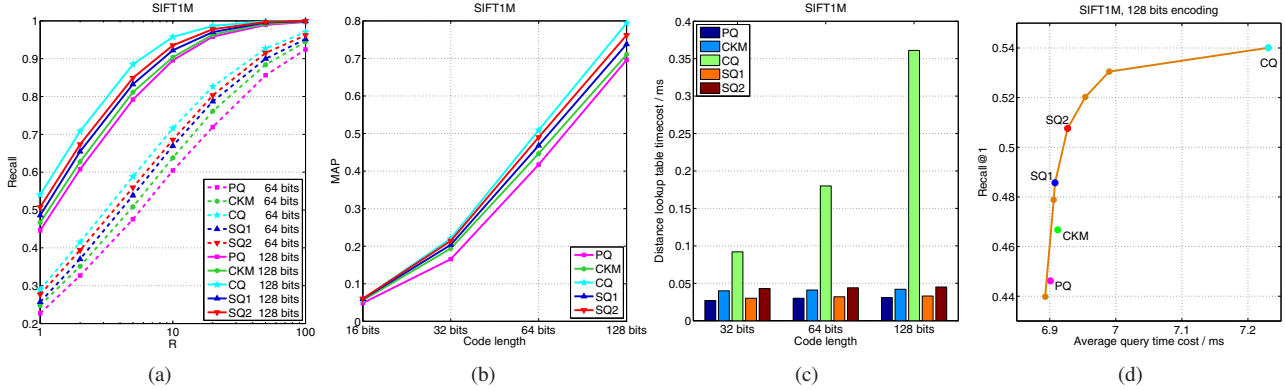 SIFT1M
1
0.9
0.8
0.7
0.6
0.5
0.4
0.3
0.2
Recall
1
10
100
R
PQ 64 bits
CKM 64 bits
CQ 64 bits
SQ1 64 bits
SQ2 64 bits
PQ 128 bits
CKM 128 bits
CQ 128 bits
SQ1 128 bits
SQ2 128 bits
(a)
SIFT1M
0.8
0.7
0.6
0.5
0.4
0.3
0.2
0.1
0
MAP
16 bits
32 bits
64 bits
128 bits
Code length
PQ
CKM
CQ
SQ1
SQ2
(b)
SIFT1M
0.4
0.35
0.3
0.25
0.2
0.15
0.1
0.05
0
Distance lookup table timecost / ms
PQ
CKM
CQ
SQ1
SQ2
32 bits
64 bits
128 bits
Code length
(c)
SIFT1M, 128 bits encoding
0.54
0.52
0.5
0.48
0.46
0.44
Recall@1
CQ
SQ2
SQ1
CKM
PQ
6.9
7
7.1
7.2
Average query time cost / ms
(d)